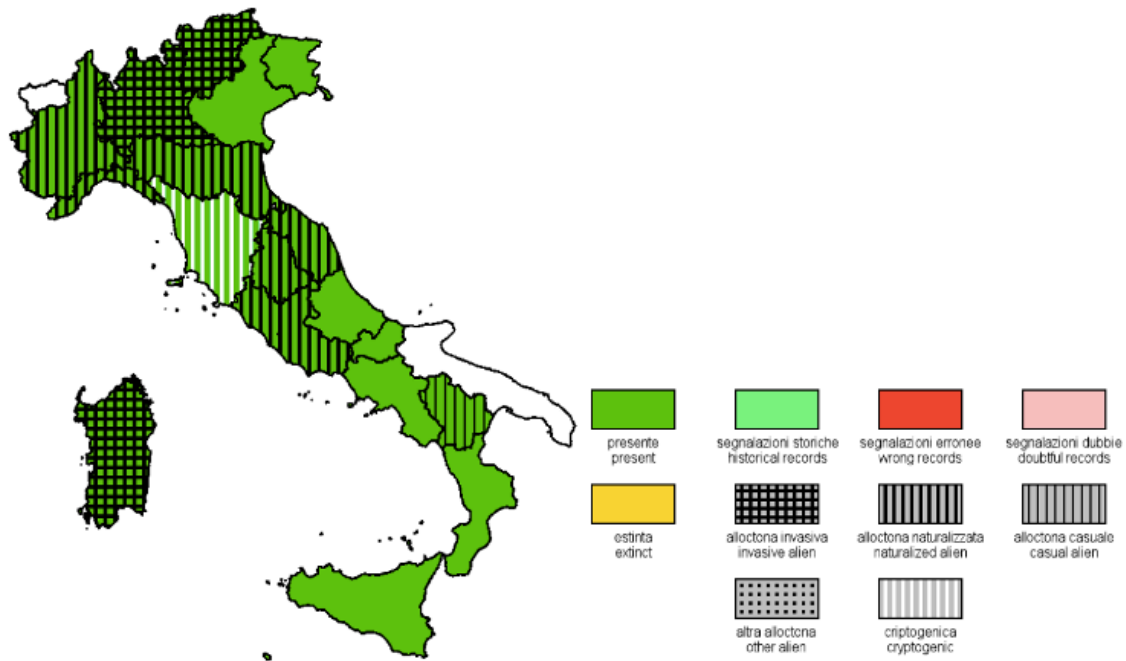 presente
present
segnalazioni storiche
historical records
segnalazioni erronee
wrong records
segnalazioni dubbie
doubtful records
estinta
extinct
alloctona invasiva
invasive alien
alloctona naturalizzata
naturalized alien
alloctona casuale
casual alien
altra alloctona
other alien
criptogenica
cryptogenic